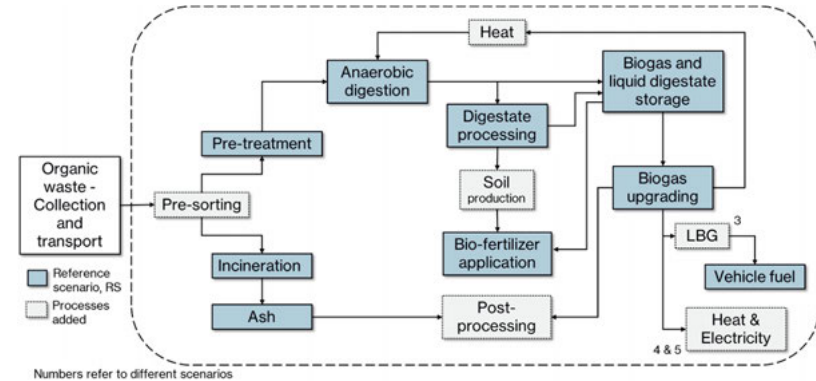 Heat
Anaerobic
digestion
Biogas and
liquid digestate
storage
Digestate
processing
Pre-treatment
Organic
waste -
Collection
and
transport
Pre-sorting
Soil
production
Biogas
upgrading
3
LBG
Incineration
Bio-fertilizer
application
Vehicle fuel
Reference
scenario, RS
Processes
added
Ash
Post-
processing
Heat &
Electricity
4 & 5
Numbers refer to different scenarios